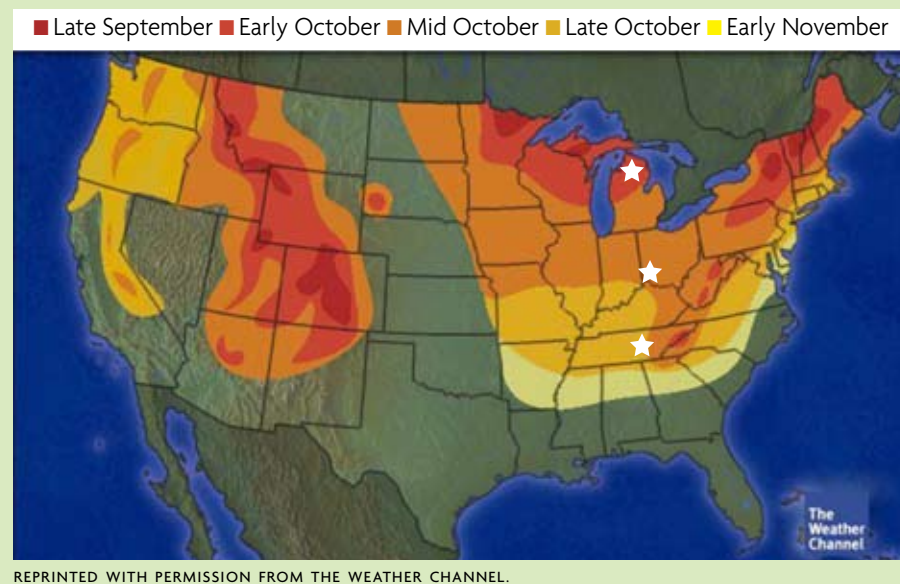 Late September Early October Mid October Late October Early November
The
Weather
Channel
REPRINTED WITH PERMISSION FROM THE WEATHER CHANNEL.